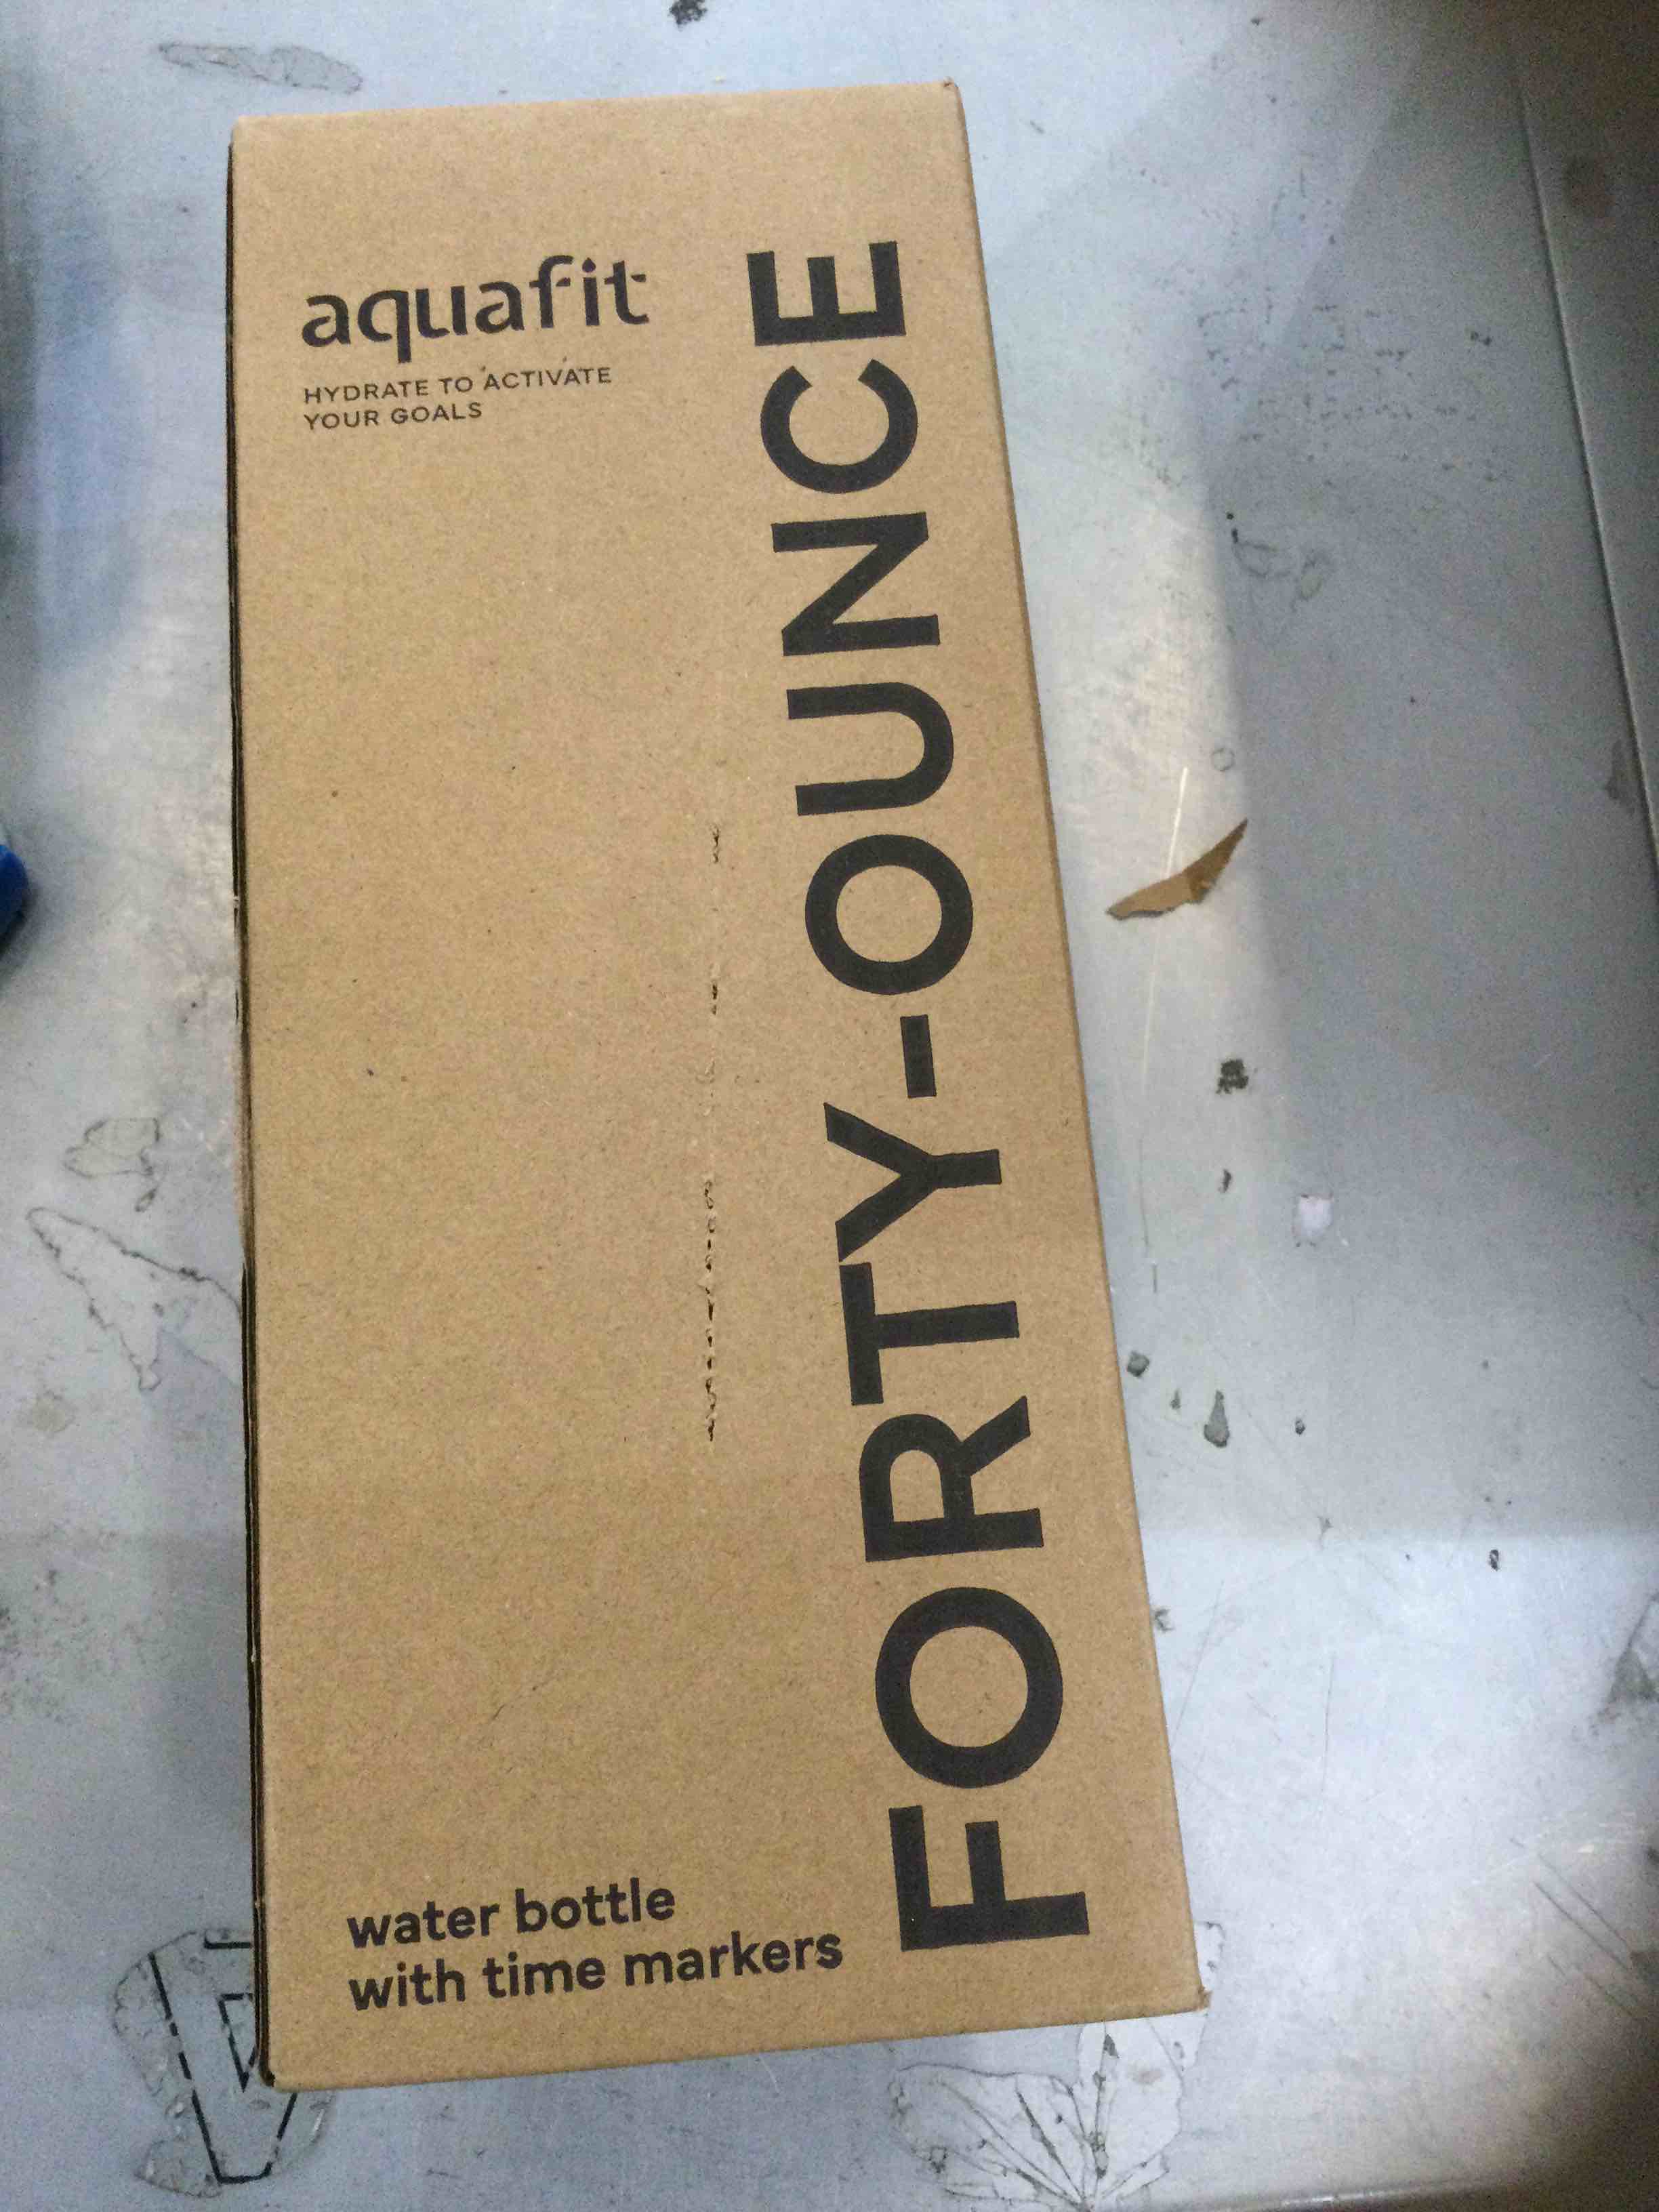 aquafit
HYDRATE TO ACTIVATE
YOUR GOALS
FORTY-OUNCE
water bottle
with time markers